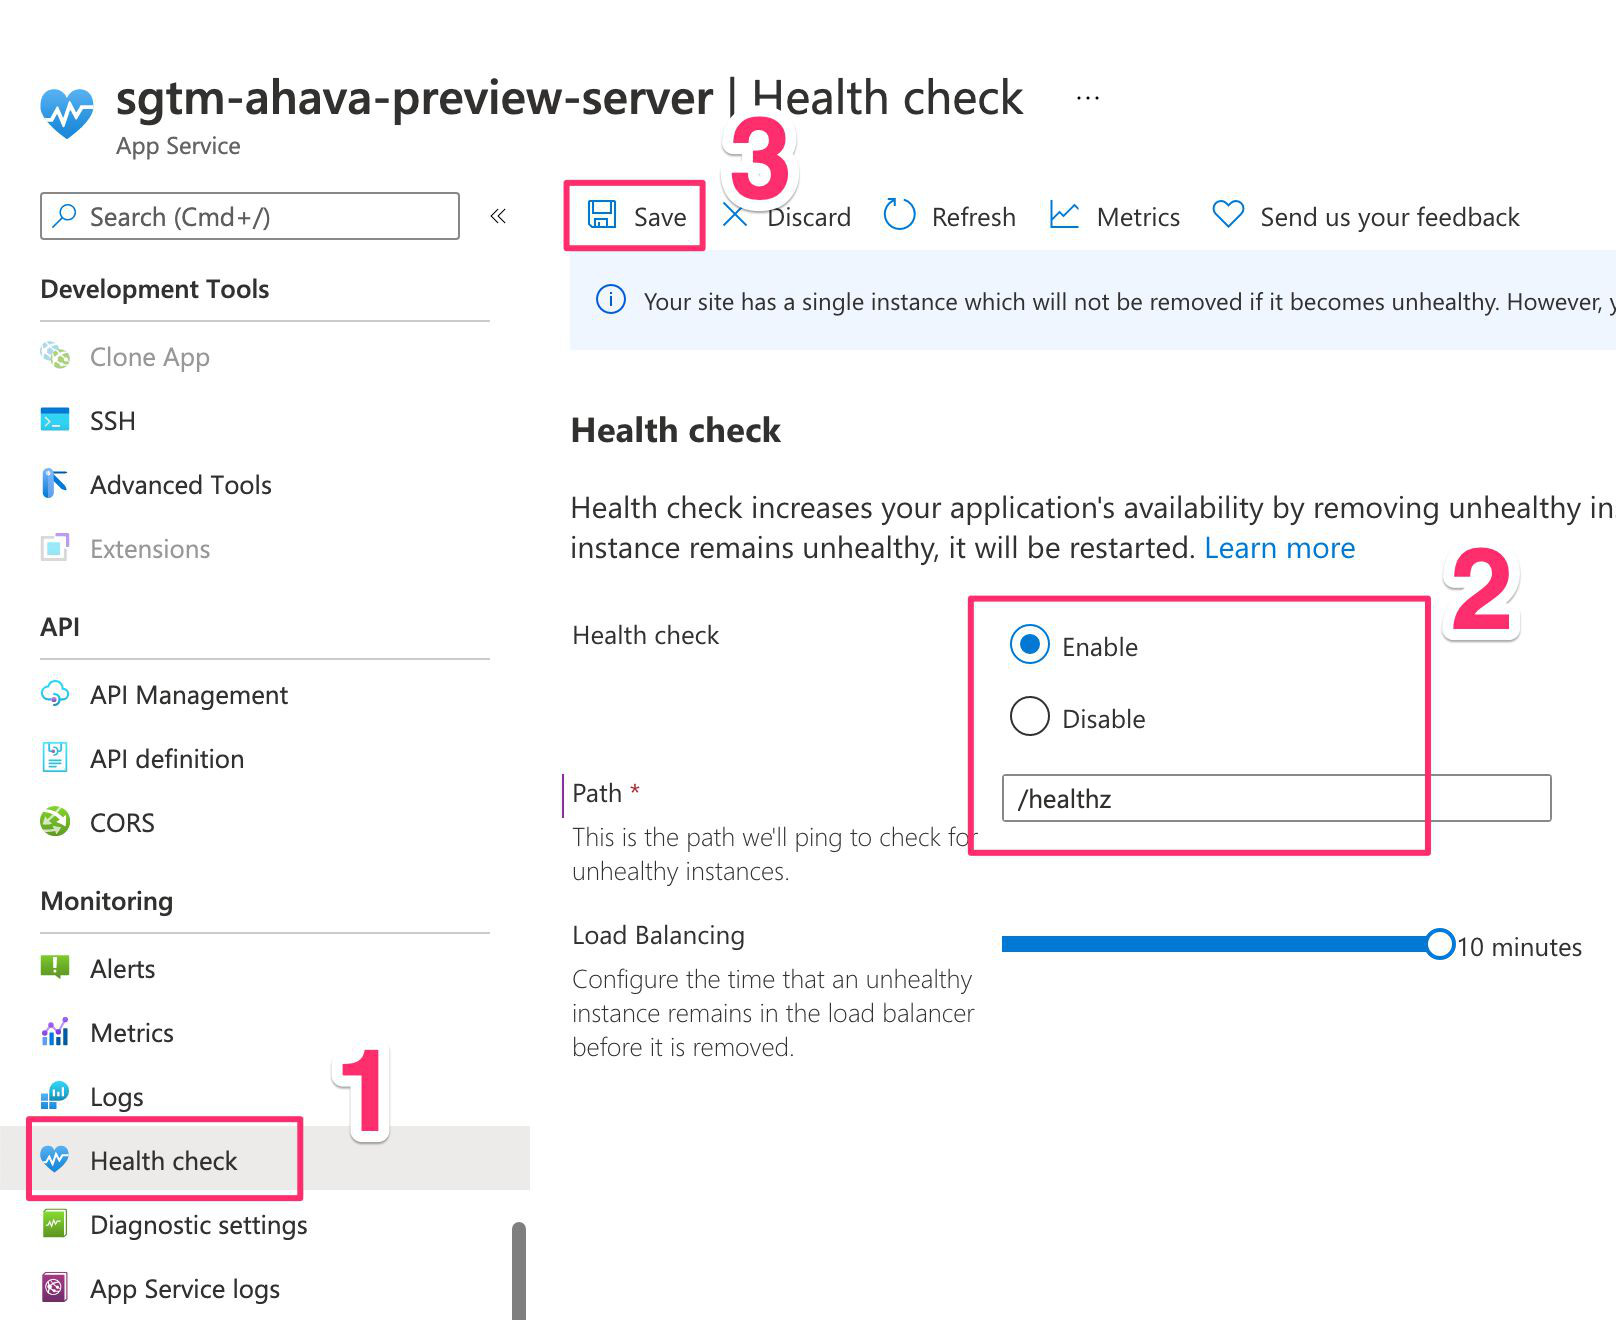 sgtm-ahava-preview-server | Health check ...
App Service
3
Search (Cmd+/)
«
Save
Discard
Refresh
Metrics
Send us your feedback
Your site has a single instance which will not be removed if it becomes unhealthy. However,
Development Tools
Clone App
SSH
Advanced Tools
Extensions
API
API Management
API definition
CORS
Monitoring
Alerts
Metrics
Logs
1
Health check
Diagnostic settings
App Service logs
Health check
Health check increases your application's availability by removing unhealthy in
instance remains unhealthy, it will be restarted. Learn more
2
Health check
Enable
Disable
Path *
/healthz
This is the path we'll ping to check for
unhealthy instances.
Load Balancing
10 minutes
Configure the time that an unhealthy
instance remains in the load balancer
before it is removed.